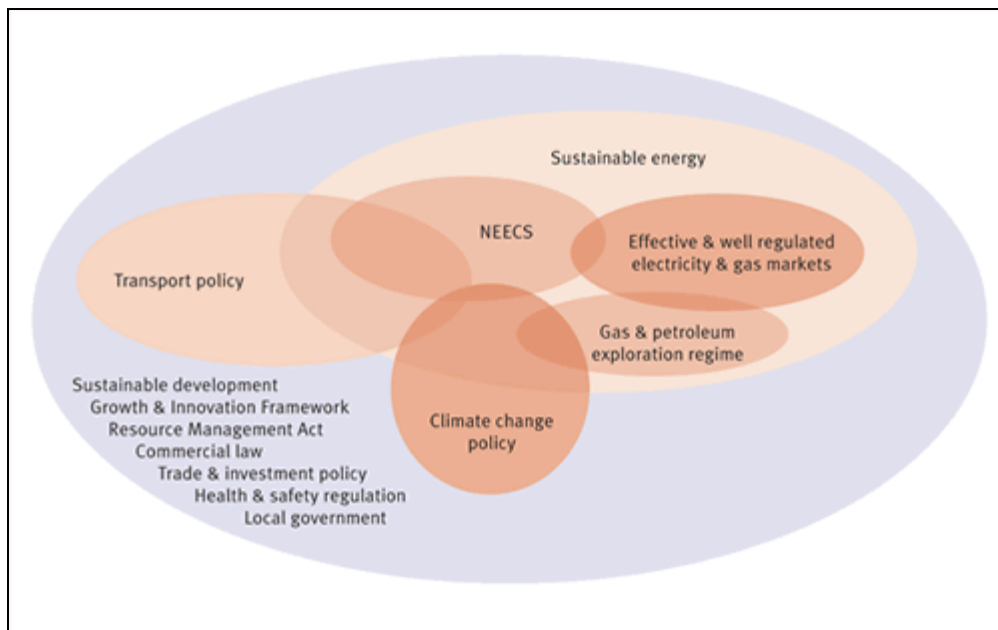 Sustainable energy
NEECS
Effective & well regulated
electricity & gas markets
Transport policy
Gas & petroleum
exploration regime
Climate change
policy
Sustainable development
Growth & Innovation Framework
Resource Management Act
Commercial law
Trade & investment policy
Health & safety regulation
Local government